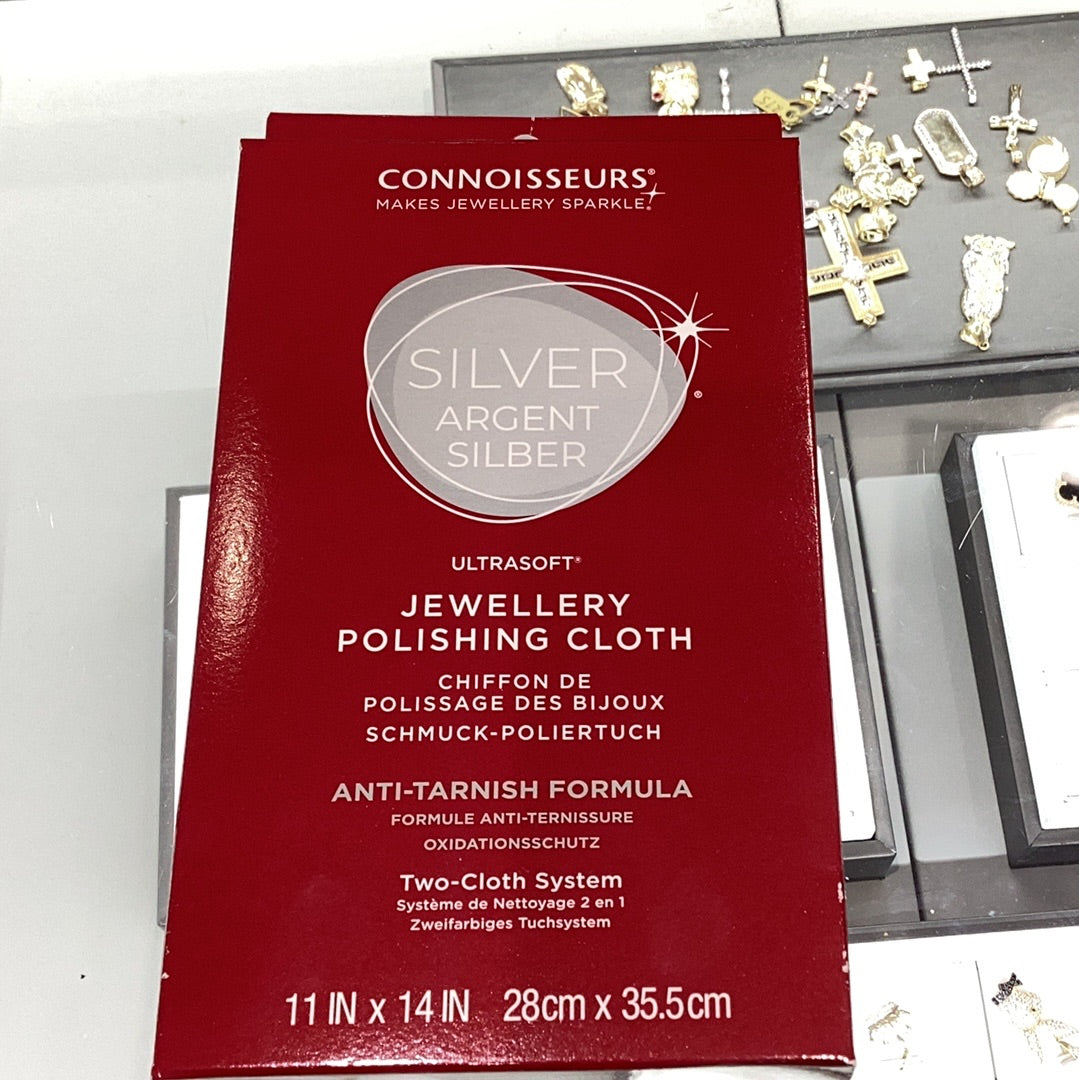 CONNOISSEURS®
MAKES JEWELLERY SPARKLE®
SILVER
ARGENT
SILBER
®
ULTRASOFT®
JEWELLERY
POLISHING CLOTH
CHIFFON DE
POLISSAGE DES BIJOUX
SCHMUCK-POLIERTUCH
ANTI-TARNISH FORMULA
FORMULE ANTI-TERNISSURE
OXIDATIONSSCHUTZ
Two-Cloth System
Système de Nettoyage 2 en 1
Zweifarbiges Tuchsystem
11 IN x 14 IN 28cm x 35.5cm